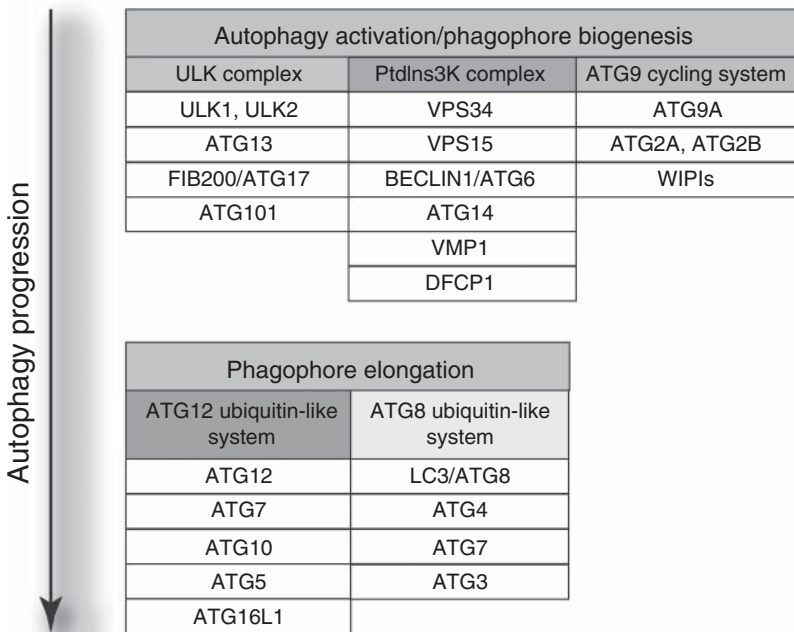 Autophagy progression
Autophagy activation/phagophore biogenesis
ULK complex PtdIns3K complex ATG9 cycling system
ULK1, ULK2 VPS34 ATG9A
ATG13 VPS15 ATG2A, ATG2B
FIB200/ATG17 BECLIN1/ATG6 WIPIs
ATG101 ATG14
VMP1
DFCP1
Phagophore elongation
ATG12 ubiquitin-like ATG8 ubiquitin-like
system system
ATG12 LC3/ATG8
ATG7 ATG4
ATG10 ATG7
ATG5 ATG3
ATG16L1